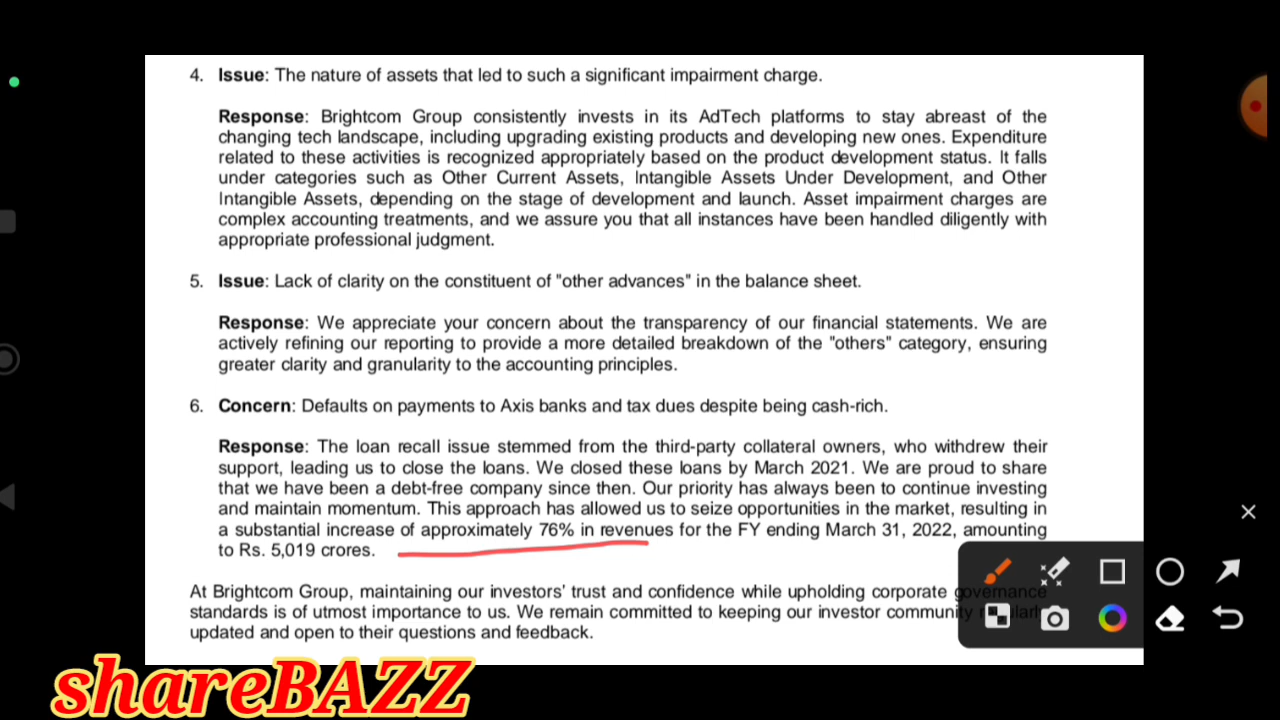 4. Issue: The nature of assets that led to such a significant impairment charge.
Response: Brightcom Group consistently invests in its AdTech platforms to stay abreast of the
changing tech landscape, including upgrading existing products and developing new ones. Expenditure
related to these activities is recognized appropriately based on the product development status. It falls
under categories such as Other Current Assets, Intangible Assets Under Development, and Other
Intangible Assets, depending on the stage of development and launch. Asset impairment charges are
complex accounting treatments, and we assure you that all instances have been handled diligently with
appropriate professional judgment.
5. Issue: Lack of clarity on the constituent of "other advances" in the balance sheet.
Response: We appreciate your concern about the transparency of our financial statements. We are
actively refining our reporting to provide a more detailed breakdown of the "others" category, ensuring
greater clarity and granularity to the accounting principles.
6. Concern: Defaults on payments to Axis banks and tax dues despite being cash-rich.
Response: The loan recall issue stemmed from the third-party collateral owners, who withdrew their
support, leading us to close the loans. We closed these loans by March 2021. We are proud to share
that we have been a debt-free company since then. Our priority has always been to continue investing
and maintain momentum. This approach has allowed us to seize opportunities in the market, resulting in
a substantial increase of approximately 76% in revenues for the FY ending March 31, 2022, amounting
to Rs. 5,019 crores.
At Brightcom Group, maintaining our investors' trust and confidence while upholding corporate governance
standards is of utmost importance to us. We remain committed to keeping our investor community
updated and open to their questions and feedback.
shareBAZZ